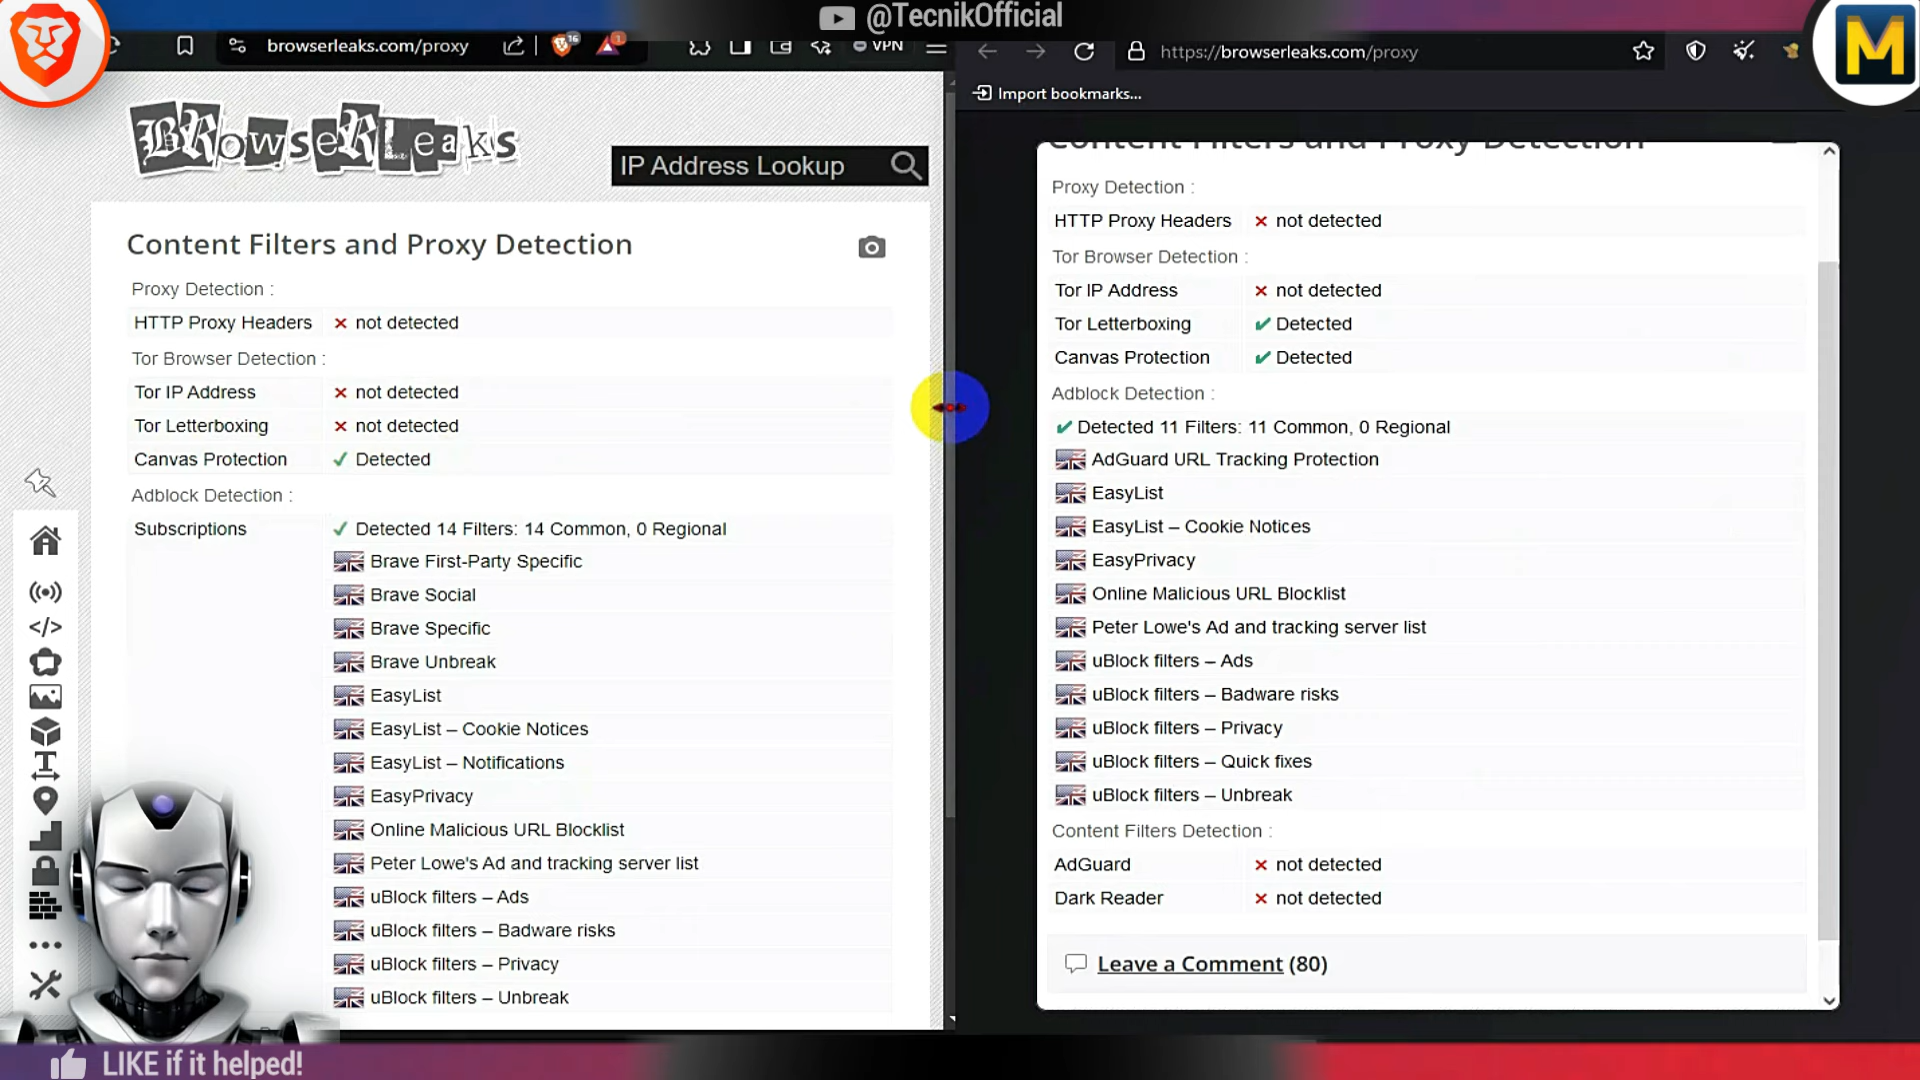 @TecnikOfficial
browserleaks.com/proxy
16
1
VPN
BROwseRLeaks
IP Address Lookup
Content Filters and Proxy Detection
Proxy Detection :
HTTP Proxy Headers × not detected
Tor Browser Detection :
Tor IP Address × not detected
Tor Letterboxing × not detected
Canvas Protection ✓ Detected
Adblock Detection :
Subscriptions ✓ Detected 14 Filters: 14 Common, 0 Regional
Brave First-Party Specific
Brave Social
Brave Specific
Brave Unbreak
EasyList
EasyList – Cookie Notices
EasyList – Notifications
EasyPrivacy
Online Malicious URL Blocklist
Peter Lowe's Ad and tracking server list
uBlock filters – Ads
uBlock filters – Badware risks
uBlock filters – Privacy
uBlock filters – Unbreak
https://browserleaks.com/proxy
M
Import bookmarks...
Content Filters and Proxy Detection
Proxy Detection :
HTTP Proxy Headers × not detected
Tor Browser Detection :
Tor IP Address × not detected
Tor Letterboxing ✔ Detected
Canvas Protection ✔ Detected
Adblock Detection :
✔ Detected 11 Filters: 11 Common, 0 Regional
AdGuard URL Tracking Protection
EasyList
EasyList – Cookie Notices
EasyPrivacy
Online Malicious URL Blocklist
Peter Lowe's Ad and tracking server list
uBlock filters – Ads
uBlock filters – Badware risks
uBlock filters – Privacy
uBlock filters – Quick fixes
uBlock filters – Unbreak
Content Filters Detection :
AdGuard × not detected
Dark Reader × not detected
Leave a Comment (80)
LIKE if it helped!